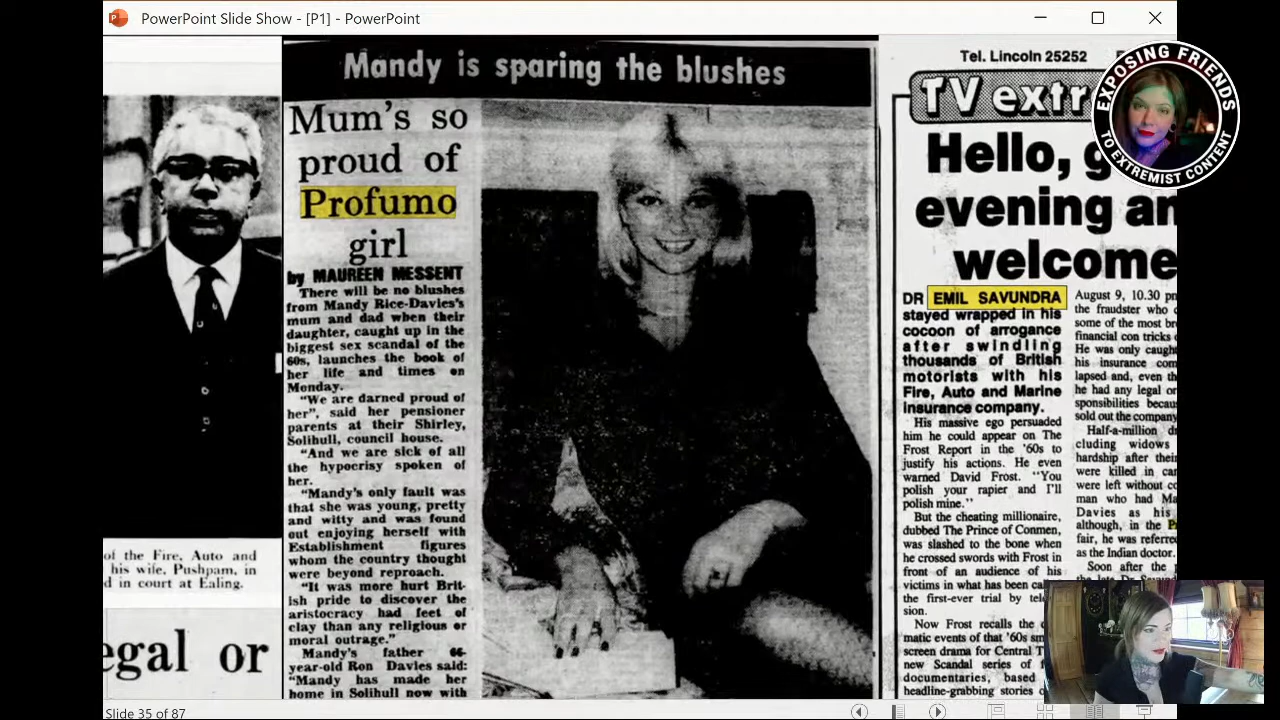 PowerPoint Slide Show - [P1] - PowerPoint
of the Fire, Auto and
his wife, Pushpam, in
d in court at Ealing.
egal or
Mandy is sparing the blushes
Mum's so
proud of
Profumo
girl
by MAUREEN MESSENT
There will be no blushes
from Mandy Rice-Davies's
mum and dad when their
daughter, caught up in the
biggest sex scandal of the
60s, launches the book of
her life and times on
Monday.
"We are darned proud of
her", said her pensioner
parents at their Shirley,
Solihull, council house.
"And we are sick of all
the hypocrisy spoken of
her.
"Mandy's only fault was
that she was young, pretty
and witty and was found
out enjoying herself with
Establishment figures
whom the country thought
were beyond reproach.
"It was more hurt Brit-
ish pride to discover the
aristocracy had feet of
clay than any religious or
moral outrage."
Mandy's father 66-
year-old Ron Davies said:
"Mandy has made her
home in Solihull now with
Tel. Lincoln 25252
TV extr
Hello, g
evening an
welcome
DR EMIL SAVUNDRA
stayed wrapped in his
cocoon of arrogance
after swindling
thousands of British
motorists with his
Fire, Auto and Marine
insurance company.
His massive ego persuaded
him he could appear on The
Frost Report in the '60s to
justify his actions. He even
warned David Frost. "You
polish your rapier and I'll
polish mine."
But the cheating millionaire,
dubbed The Prince of Conmen,
was slashed to the bone when
he crossed swords with Frost in
front of an audience of his
victims in what has been ca
the first-ever trial by tel
sion.
Now Frost recalls the
matic events of that '60s sm
screen drama for Central T
new Scandal series of
documentaries, based
headline-grabbing stories
August 9, 10.30 pm
the fraudster who
some of the most br
financial con tricks
He was only caught
his insurance com
lapsed and, even th
he had any legal or
sponsibilities becau
sold out the company
Half-a-million dr
cluding widows
hardship after their
were killed in car
were left without co
man who had Ma
Davies as his
although, in the P
fair, he was referre
as the Indian doctor.
Soon after the
EXPOSING FRIENDS
TO EXTREMIST CONTENT
Slide 35 of 87